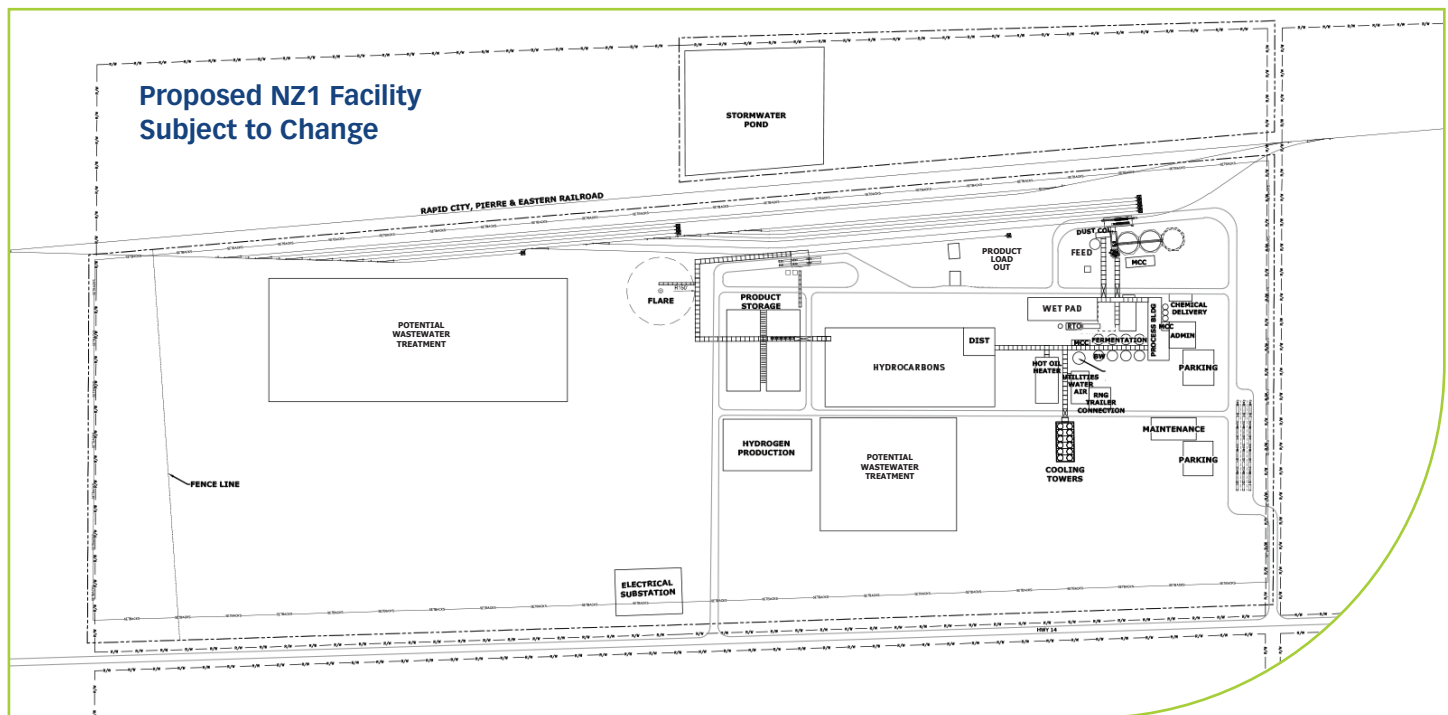 Proposed NZ1 Facility
Subject to Change
STORMWATER
POND
RAPID CITY, PIERRE & EASTERN RAILROAD
DUST COL
FEED
MCC
PRODUCT
LOAD
OUT
FLARE
R150'
PRODUCT
STORAGE
POTENTIAL
WASTEWATER
TREATMENT
WET PAD
RTO
CHEMICAL
DELIVERY
MCC
ADMIN
PROCESS BLDG
FERMENTATION
MCC
BW
DIST
HYDROCARBONS
HOT OIL
HEATER
UTILITIES
WATER
AIR
RNG
TRAILER
CONNECTION
PARKING
MAINTENANCE
PARKING
HYDROGEN
PRODUCTION
POTENTIAL
WASTEWATER
TREATMENT
COOLING
TOWERS
FENCE LINE
ELECTRICAL
SUBSTATION
HWY 14